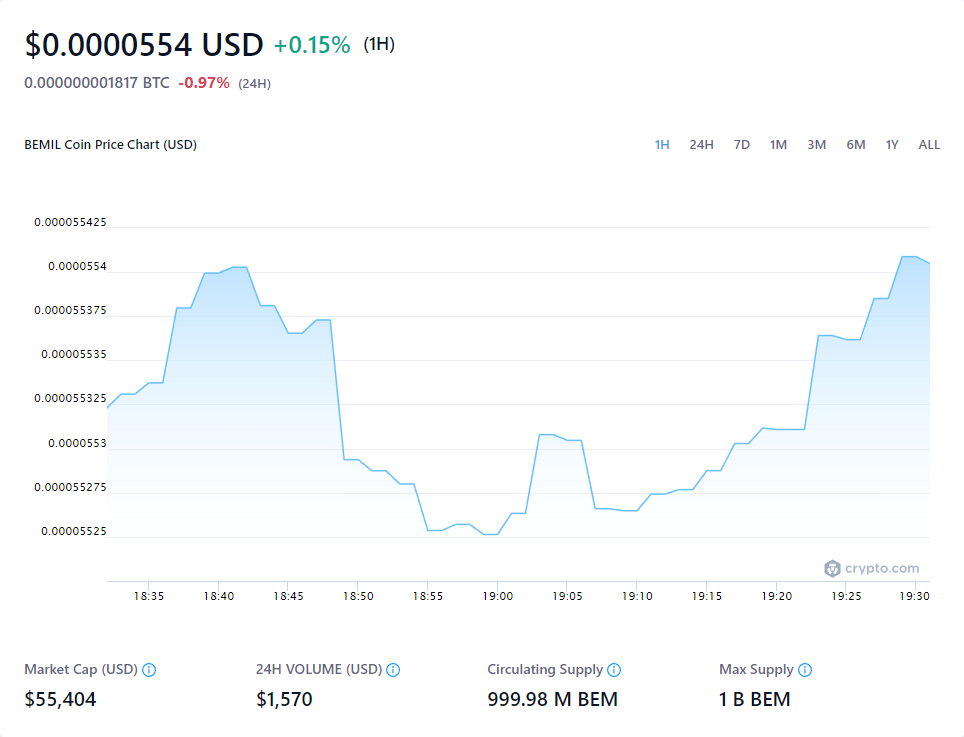 $0.0000554 USD +0.15% (1H)
0.000000001817 BTC -0.97% (24H)
BEMIL Coin Price Chart (USD) 1H 24H 7D 1M 3M 6M 1Y ALL
0.000055425
0.0000554
0.000055375
0.00005535
0.000055325
0.0000553
0.000055275
0.00005525
crypto.com
18:35 18:40 18:45 18:50 18:55 19:00 19:05 19:10 19:15 19:20 19:25 19:30
Market Cap (USD) 24H VOLUME (USD) Circulating Supply Max Supply
$55,404 $1,570 999.98 M BEM 1 B BEM